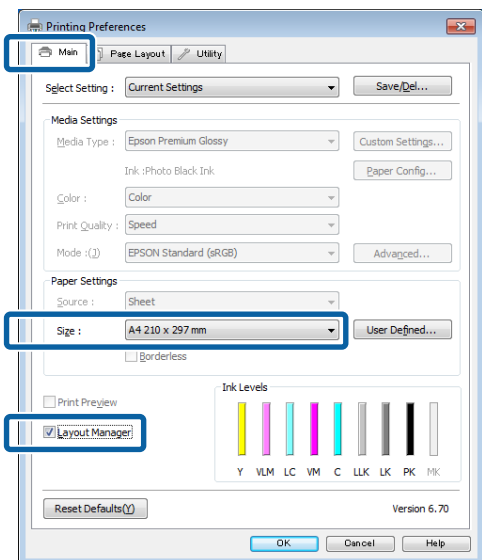 Printing Preferences
Main Page Layout Utility
Select Setting : Current Settings Save/Del...
Media Settings
Media Type : Epson Premium Glossy Custom Settings...
Ink :Photo Black Ink Paper Config...
Color : Color
Print Quality : Speed
Mode :(J) EPSON Standard (sRGB) Advanced...
Paper Settings
Source : Sheet
Size : A4 210 x 297 mm User Defined...
Borderless
Ink Levels
Print Preview
Layout Manager
Y VLM LC VM C LLK LK PK MK
Reset Defaults(Y) Version 6.70
OK Cancel Help